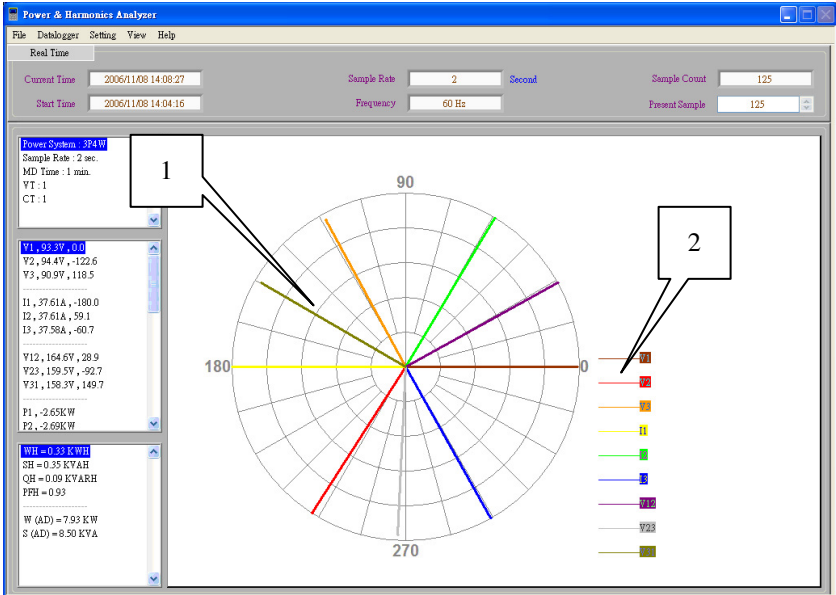 Power & Harmonics Analyzer
File Datalogger Setting View Help
Real Time
Current Time 2006/11/08 14:08:27 Sample Rate 2 Second Sample Count 125
Start Time 2006/11/08 14:04:16 Frequency 60 Hz Present Sample 125
Power System : 3P4W
Sample Rate : 2 sec.
MD Time : 1 min.
VT : 1
CT : 1
V1 , 93.3V , 0.0
V2 , 94.4V , -122.6
V3 , 90.9V , 118.5
----------------------
I1 , 37.61A , -180.0
I2 , 37.61A , 59.1
I3 , 37.58A , -60.7
----------------------
V12 , 164.6V , 28.9
V23 , 159.5V , -92.7
V31 , 158.3V , 149.7
----------------------
P1 , -2.65KW
P2 , -2.69KW
WH = 0.33 KWH
SH = 0.35 KVAH
QH = 0.09 KVARH
PFH = 0.93
----------------------
W (AD) = 7.93 KW
S (AD) = 8.50 KVA
1
2
90
180
0
270
V1
V2
V3
I1
I3
V12
V23